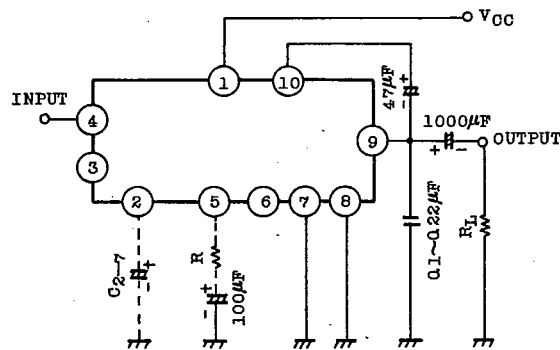 VCC
1
10
INPUT
47μF
+
-
1000μF
4
9
+
-
OUTPUT
3
2
5
6
7
8
0.1~0.22μF
RL
C2-7
+
-
R
+
-
100μF